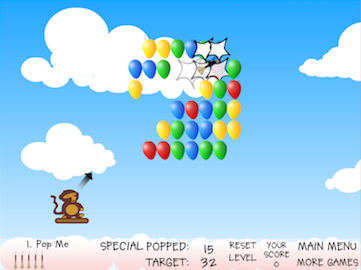 1. Pop Me
SPECIAL POPPED: 15
TARGET: 32
RESET LEVEL
YOUR SCORE 0
MAIN MENU
MORE GAMES